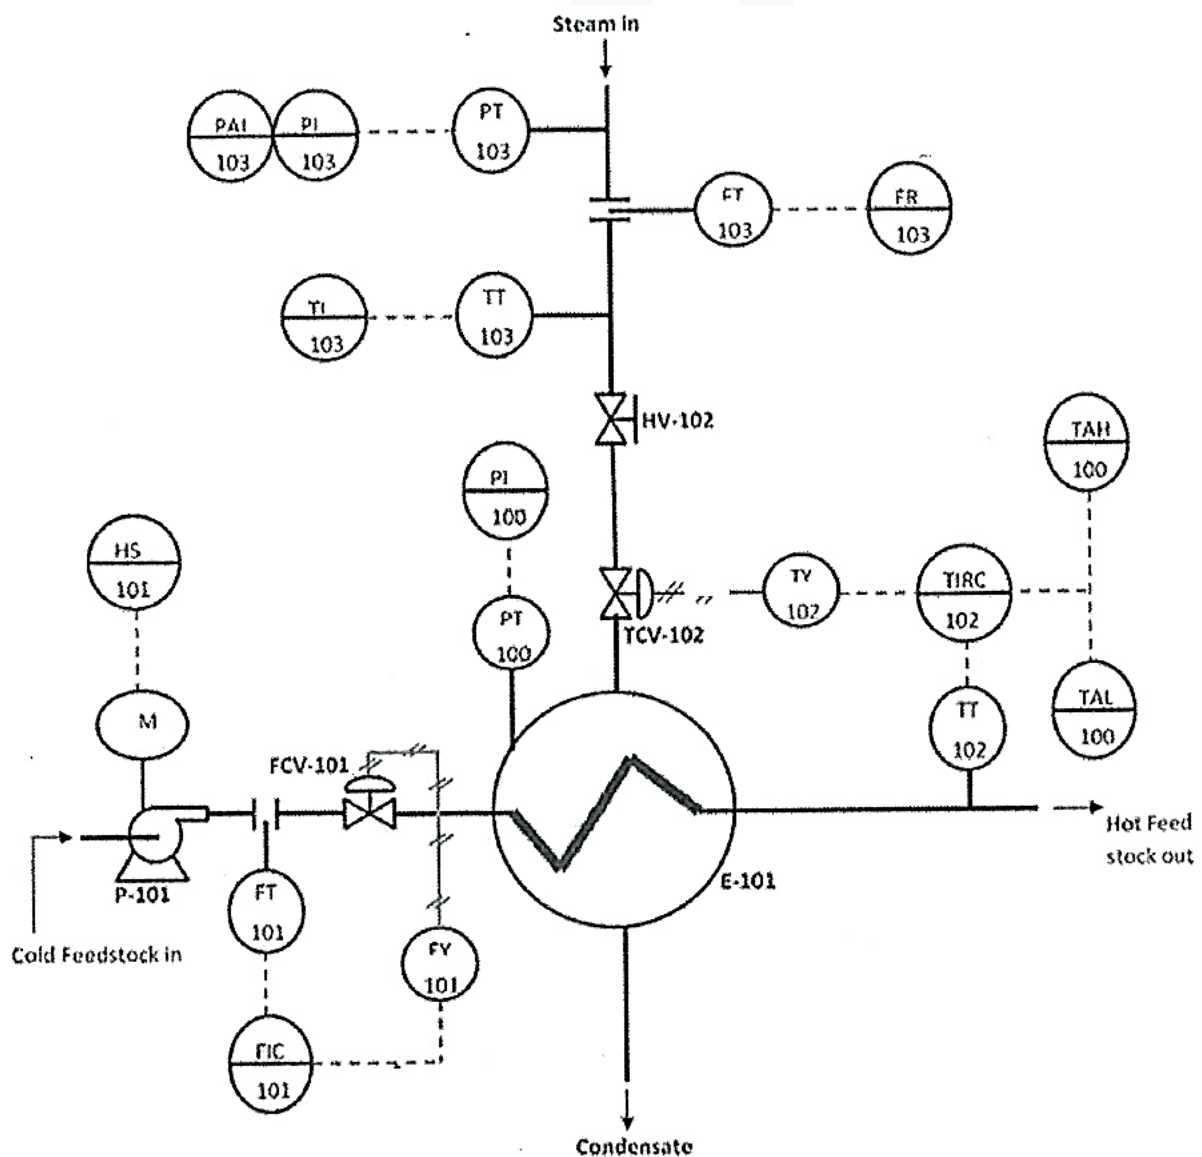 Steam in
PAL
103
PI
103
PT
103
FT
103
FR
103
TI
103
TT
103
HV-102
TAH
100
PI
100
HS
101
TY
102
TIRC
102
PT
100
TCV-102
TAL
100
TT
102
M
FCV-101
Hot Feed
stock out
E-101
P-101
FT
101
Cold Feedstock in
FY
101
FIC
101
Condensate